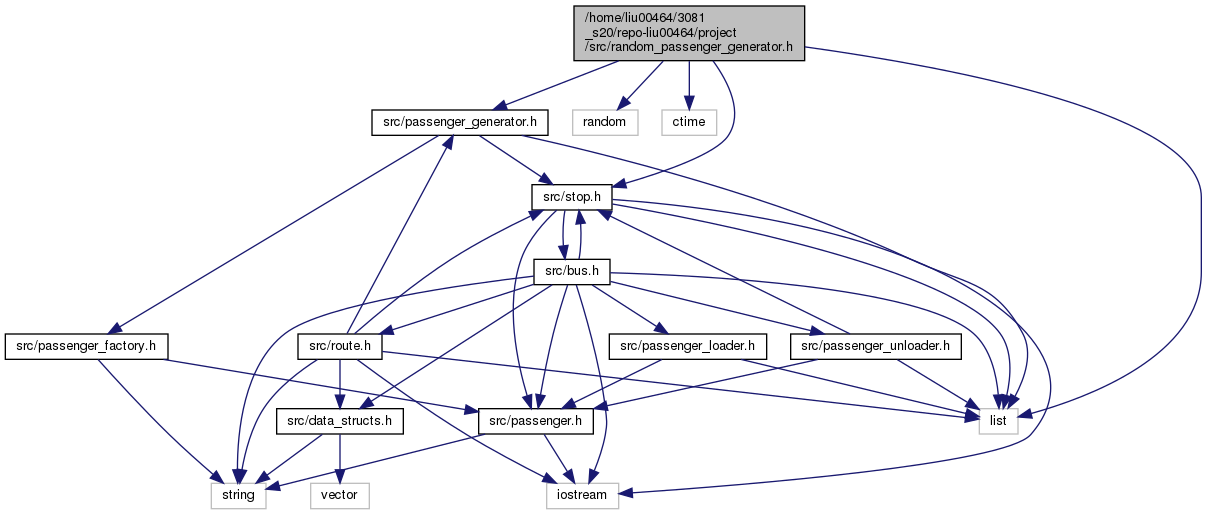 /home/liu00464/3081
_s20/repo-liu00464/project
/src/random_passenger_generator.h
src/passenger_generator.h
random
ctime
src/stop.h
src/bus.h
src/passenger_factory.h
src/route.h
src/passenger_loader.h
src/passenger_unloader.h
src/data_structs.h
src/passenger.h
list
string
vector
iostream